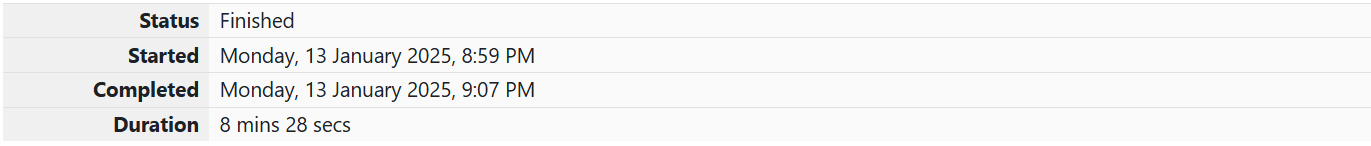 Status Finished
Started Monday, 13 January 2025, 8:59 PM
Completed Monday, 13 January 2025, 9:07 PM
Duration 8 mins 28 secs